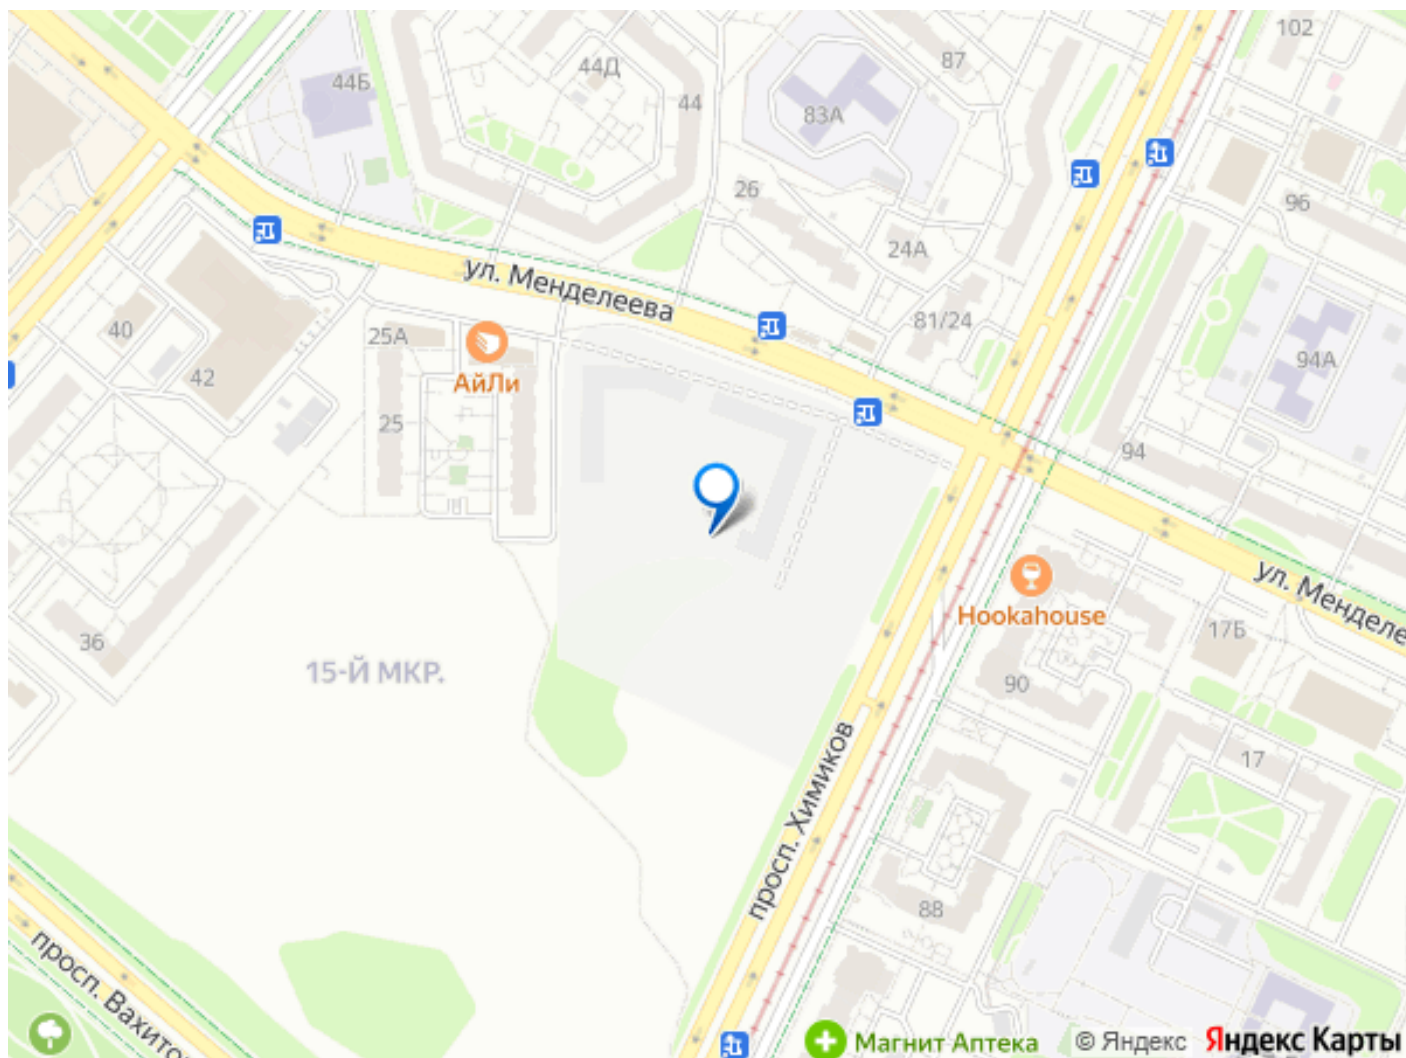 102
87
44Д
44Б
44
83А
26
96
24А
ул. Менделеева
81/24
40
25А
94А
42
АйЛи
25
94
ул. Менделе
Hookahouse
17Б
36
15-Й МКР.
90
17
просп. Химиков
88
просп. Вахито
Магнит Аптека
© Яндекс
Яндекс Карты